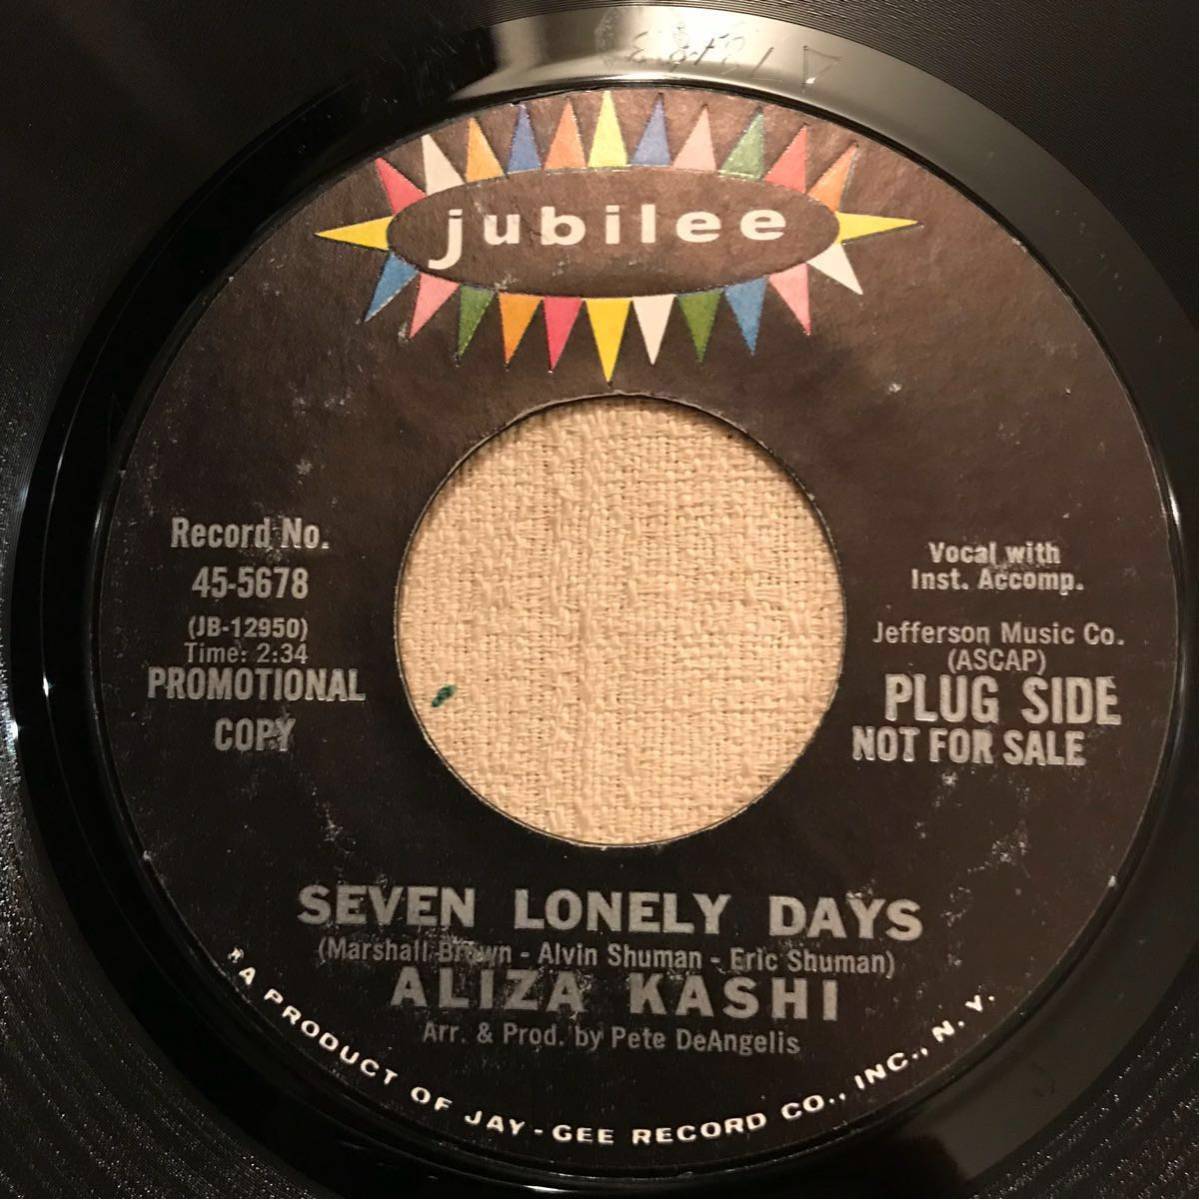 jubilee
Record No.
45-5678
(JB-12950)
Time: 2:34
PROMOTIONAL
COPY
Vocal with
Inst. Accomp.
Jefferson Music Co.
(ASCAP)
PLUG SIDE
NOT FOR SALE
SEVEN LONELY DAYS
(Marshall Brown - Alvin Shuman - Eric Shuman)
ALIZA KASHI
Arr. & Prod. by Pete DeAngelis
*A PRODUCT OF JAY-GEE RECORD CO., INC., N.Y.